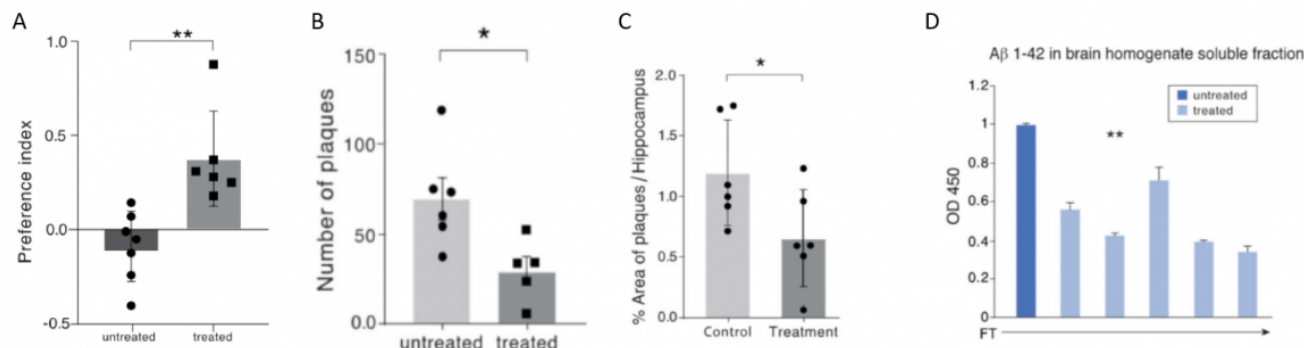 A
Preference index
1.0
0.5
0.0
-0.5
**
untreated
treated
B
Number of plaques
150
100
50
0.0
*
untreated
treated
C
% Area of plaques / Hippocampus
2.0
1.5
1.0
0.5
0.0
*
Control
Treatment
D
Aβ 1-42 in brain homogenate soluble fraction
OD 450
1.2
1
0.8
0.6
0.4
0.2
0
untreated
treated
**
FT